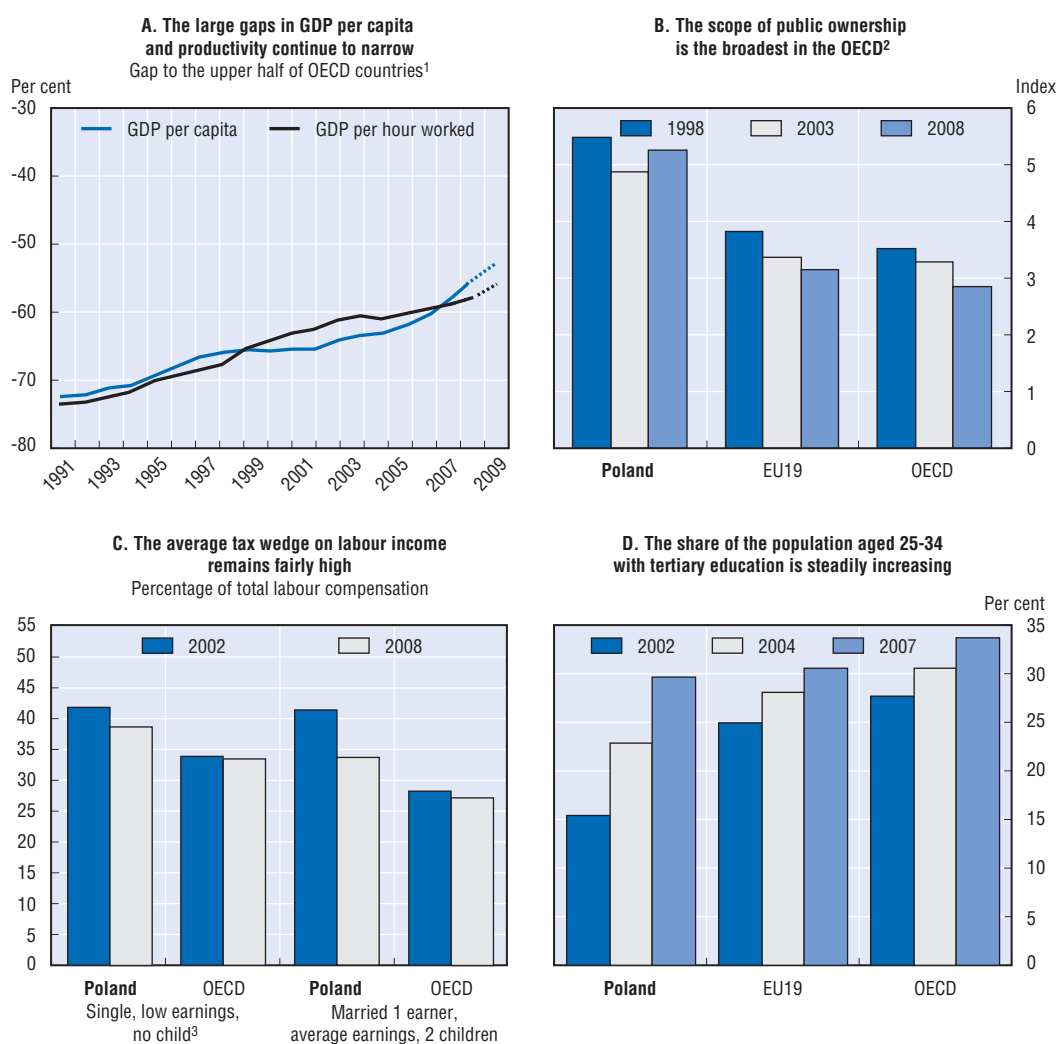 A. The large gaps in GDP per capita
and productivity continue to narrow
Gap to the upper half of OECD countries1
Per cent
-30
-40
-50
-60
-70
-80
GDP per capita
GDP per hour worked
1991
1993
1995
1997
1999
2001
2003
2005
2007
2009
B. The scope of public ownership
is the broadest in the OECD2
Index
6
5
4
3
2
1
0
1998
2003
2008
Poland
EU19
OECD
C. The average tax wedge on labour income
remains fairly high
Percentage of total labour compensation
55
50
45
40
35
30
25
20
15
10
5
0
2002
2008
Poland
OECD
Poland
OECD
Single, low earnings,
no child3
Married 1 earner,
average earnings, 2 children
D. The share of the population aged 25-34
with tertiary education is steadily increasing
Per cent
35
30
25
20
15
10
5
0
2002
2004
2007
Poland
EU19
OECD